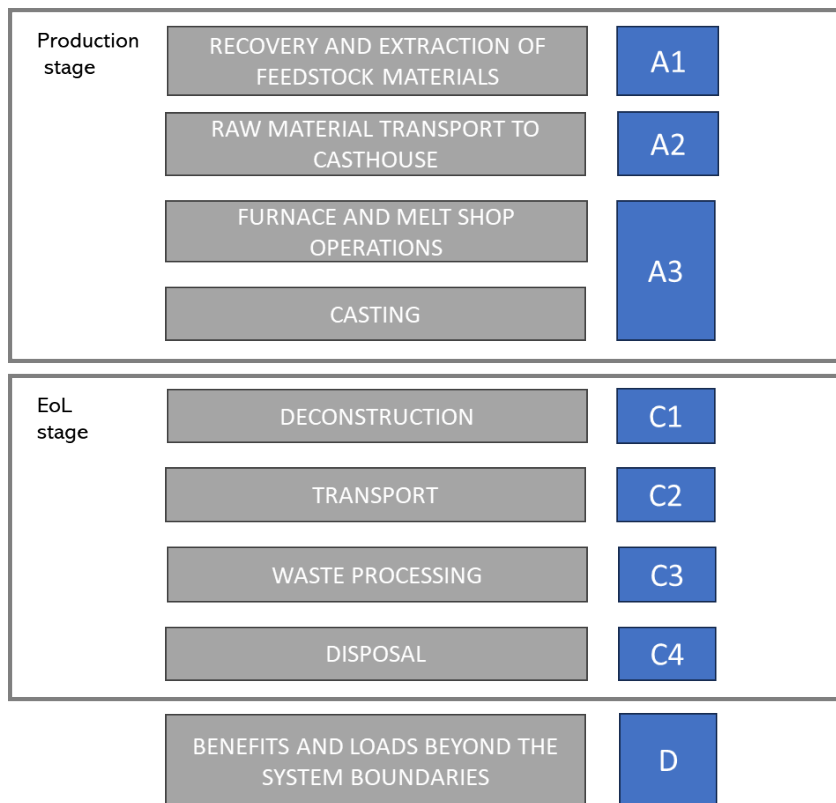 Production
stage
RECOVERY AND EXTRACTION OF
FEEDSTOCK MATERIALS
A1
RAW MATERIAL TRANSPORT TO
CASTHOUSE
A2
FURNACE AND MELT SHOP
OPERATIONS
A3
CASTING
EoL
stage
DECONSTRUCTION
C1
TRANSPORT
C2
WASTE PROCESSING
C3
DISPOSAL
C4
BENEFITS AND LOADS BEYOND THE
SYSTEM BOUNDARIES
D